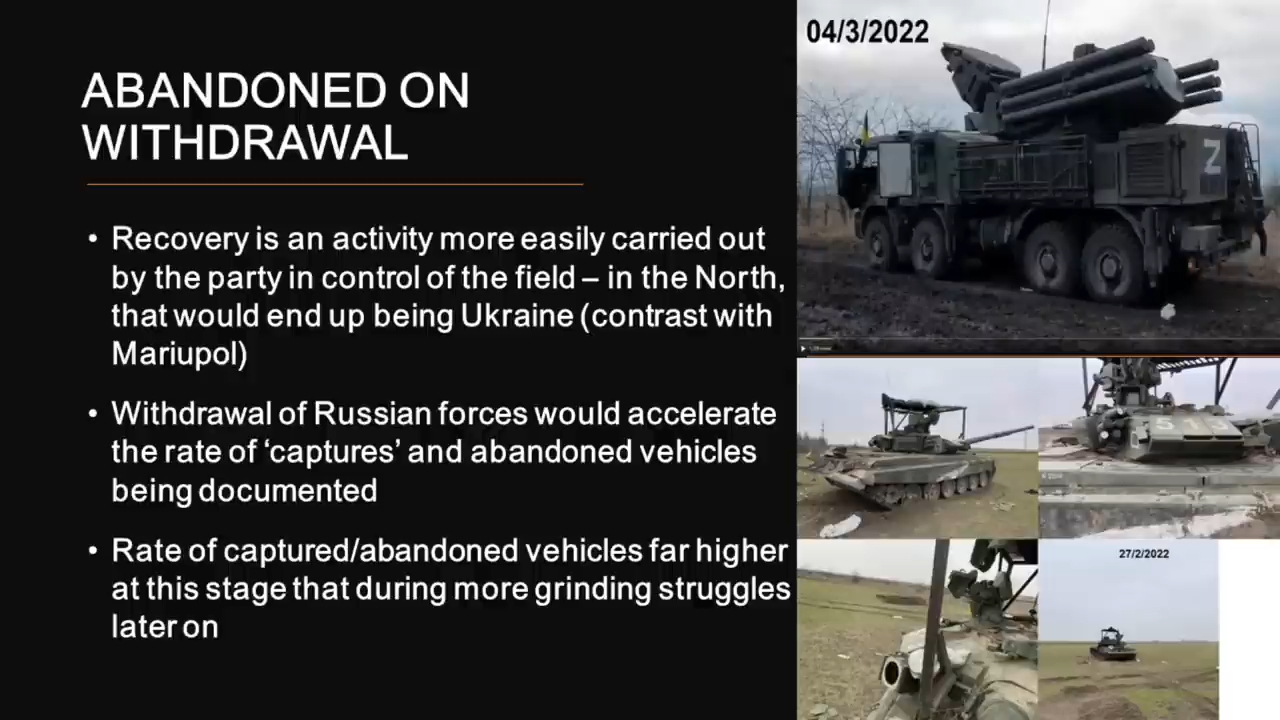 ABANDONED ON
WITHDRAWAL
• Recovery is an activity more easily carried out
by the party in control of the field – in the North,
that would end up being Ukraine (contrast with
Mariupol)
• Withdrawal of Russian forces would accelerate
the rate of ‘captures’ and abandoned vehicles
being documented
• Rate of captured/abandoned vehicles far higher
at this stage that during more grinding struggles
later on
04/3/2022
Z
513
27/2/2022